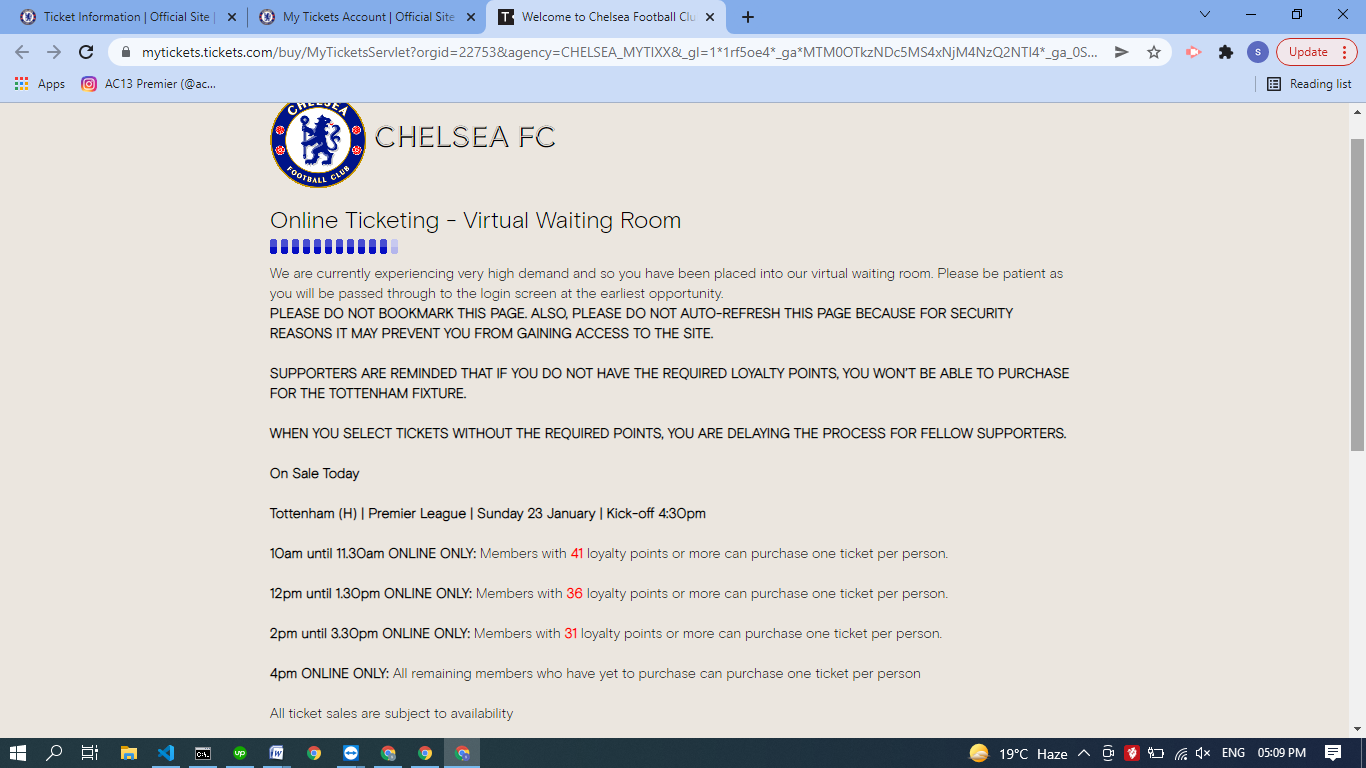 Ticket Information | Official Site |
My Tickets Account | Official Site
Welcome to Chelsea Football Clu
mytickets.tickets.com/buy/MyTicketsServlet?orgid=22753&agency=CHELSEA_MYTIXX&_gl=1*1rf5oe4*_ga*MTM0OTkzNDc5MS4xNjM4NzQ2NTI4*_ga_0S...
S
Update
Apps
AC13 Premier (@ac...
Reading list
CHELSEA
FOOTBALL CLUB
CHELSEA FC
Online Ticketing - Virtual Waiting Room
We are currently experiencing very high demand and so you have been placed into our virtual waiting room. Please be patient as
you will be passed through to the login screen at the earliest opportunity.
PLEASE DO NOT BOOKMARK THIS PAGE. ALSO, PLEASE DO NOT AUTO-REFRESH THIS PAGE BECAUSE FOR SECURITY
REASONS IT MAY PREVENT YOU FROM GAINING ACCESS TO THE SITE.
SUPPORTERS ARE REMINDED THAT IF YOU DO NOT HAVE THE REQUIRED LOYALTY POINTS, YOU WON'T BE ABLE TO PURCHASE
FOR THE TOTTENHAM FIXTURE.
WHEN YOU SELECT TICKETS WITHOUT THE REQUIRED POINTS, YOU ARE DELAYING THE PROCESS FOR FELLOW SUPPORTERS.
On Sale Today
Tottenham (H) | Premier League | Sunday 23 January | Kick-off 4:30pm
10am until 11.30am ONLINE ONLY: Members with 41 loyalty points or more can purchase one ticket per person.
12pm until 1.30pm ONLINE ONLY: Members with 36 loyalty points or more can purchase one ticket per person.
2pm until 3.30pm ONLINE ONLY: Members with 31 loyalty points or more can purchase one ticket per person.
4pm ONLINE ONLY: All remaining members who have yet to purchase can purchase one ticket per person
All ticket sales are subject to availability
19°C Haze
ENG
05:09 PM